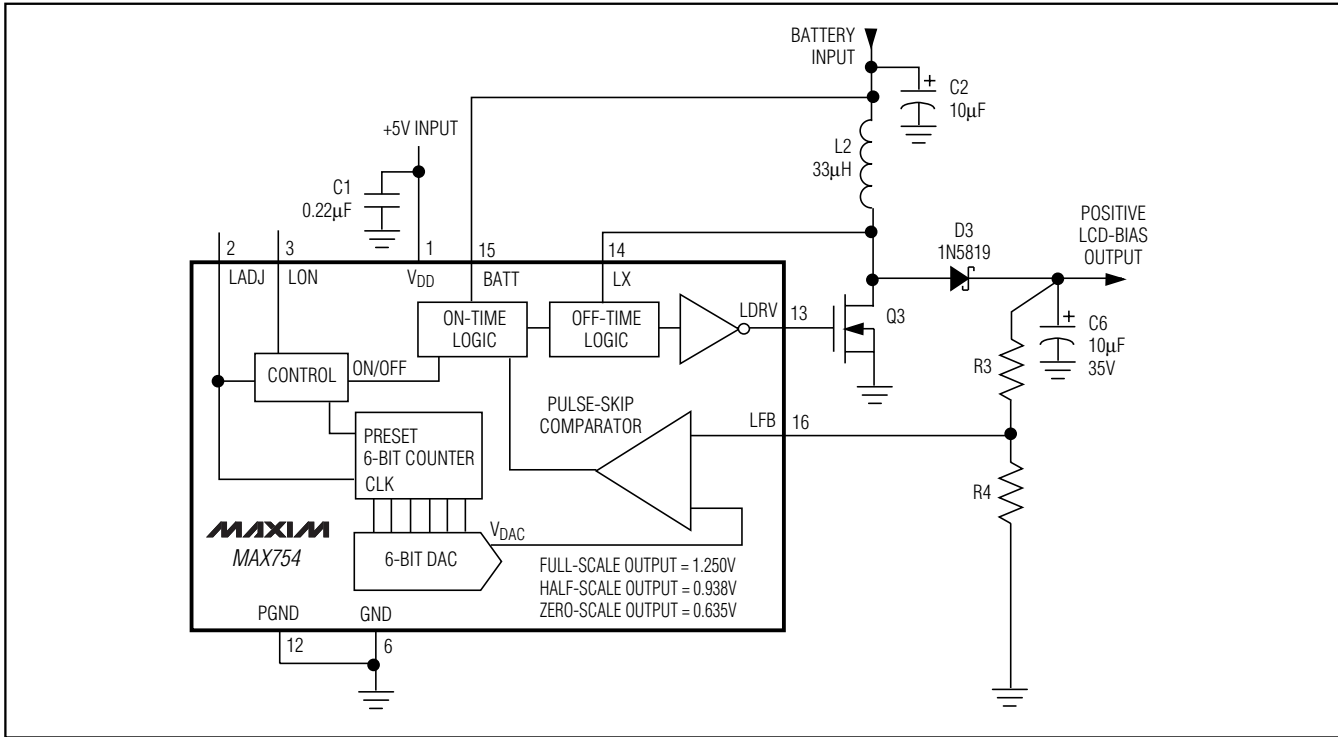 BATTERY
INPUT
+
C2
10μF
+5V INPUT
L2
33μH
C1
0.22μF
POSITIVE
LCD-BIAS
OUTPUT
D3
1N5819
2
3
1
15
14
LADJ
LON
VDD
BATT
LX
ON-TIME
LOGIC
OFF-TIME
LOGIC
LDRV
13
Q3
+
C6
10μF
35V
R3
CONTROL
ON/OFF
PULSE-SKIP
COMPARATOR
LFB
16
PRESET
6-BIT COUNTER
CLK
R4
MAXIM
MAX754
VDAC
6-BIT DAC
FULL-SCALE OUTPUT = 1.250V
HALF-SCALE OUTPUT = 0.938V
ZERO-SCALE OUTPUT = 0.635V
PGND
GND
12
6